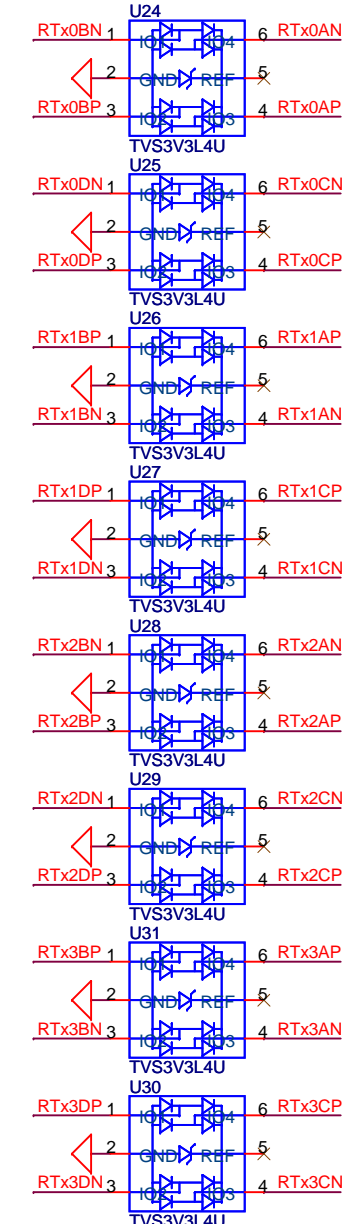 U24
RTx0BN 1 IO1 IO4 6 RTx0AN
2 GND REF 5
RTx0BP 3 IO2 IO3 4 RTx0AP
TVS3V3L4U
U25
RTx0DN 1 IO1 IO4 6 RTx0CN
2 GND REF 5
RTx0DP 3 IO2 IO3 4 RTx0CP
TVS3V3L4U
U26
RTx1BP 1 IO1 IO4 6 RTx1AP
2 GND REF 5
RTx1BN 3 IO2 IO3 4 RTx1AN
TVS3V3L4U
U27
RTx1DP 1 IO1 IO4 6 RTx1CP
2 GND REF 5
RTx1DN 3 IO2 IO3 4 RTx1CN
TVS3V3L4U
U28
RTx2BN 1 IO1 IO4 6 RTx2AN
2 GND REF 5
RTx2BP 3 IO2 IO3 4 RTx2AP
TVS3V3L4U
U29
RTx2DN 1 IO1 IO4 6 RTx2CN
2 GND REF 5
RTx2DP 3 IO2 IO3 4 RTx2CP
TVS3V3L4U
U31
RTx3BP 1 IO1 IO4 6 RTx3AP
2 GND REF 5
RTx3BN 3 IO2 IO3 4 RTx3AN
TVS3V3L4U
U30
RTx3DP 1 IO1 IO4 6 RTx3CP
2 GND REF 5
RTx3DN 3 IO2 IO3 4 RTx3CN
TVS3V3L4U